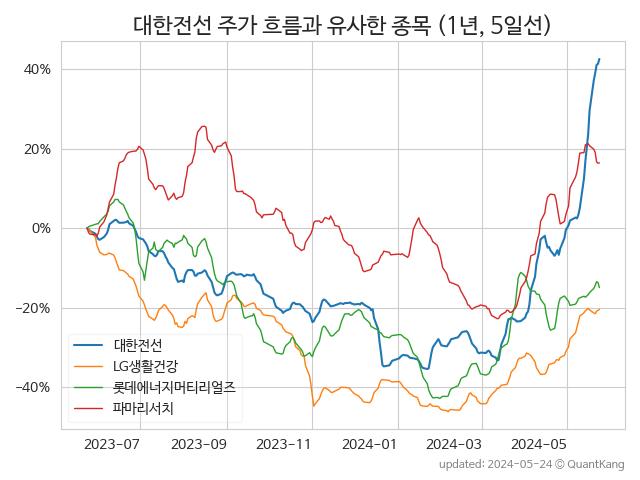 대한전선 주가 흐름과 유사한 종목 (1년, 5일선)
40%
20%
0%
−20%
−40%
대한전선
LG생활건강
롯데에너지머티리얼즈
파마리서치
2023−07 2023−09 2023−11 2024−01 2024−03 2024−05
updated: 2024-05-24 © QuantKang